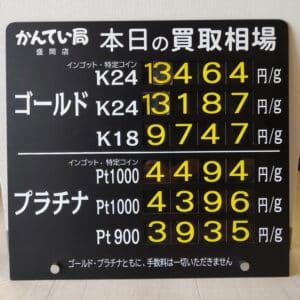 かんてい局 本日の買取相場
盛岡店
インゴット・特定コイン
K24 13464 円/g
ゴールド K24 13187 円/g
K18 9747 円/g
インゴット・特定コイン
Pt1000 4494 円/g
プラチナ Pt1000 4396 円/g
Pt900 3935 円/g
ゴールド・プラチナともに、手数料は一切いただきません